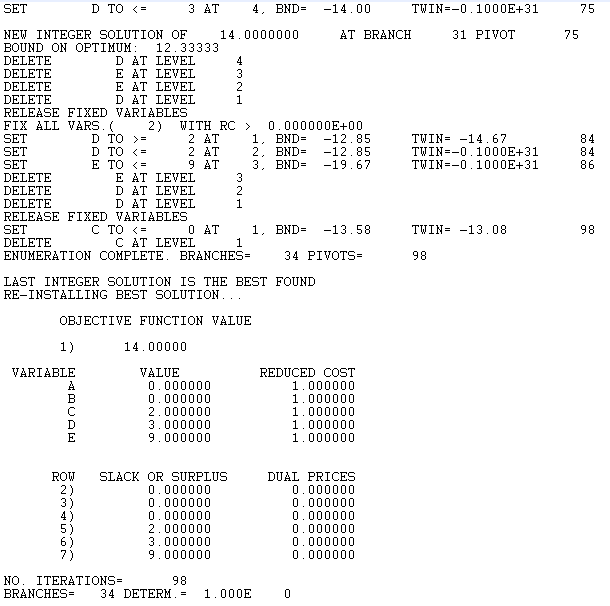 SET D TO <= 3 AT 4, BND= -14.00 TWIN=-0.1000E+31 75
NEW INTEGER SOLUTION OF 14.0000000 AT BRANCH 31 PIVOT 75
BOUND ON OPTIMUM: 12.33333
DELETE D AT LEVEL 4
DELETE E AT LEVEL 3
DELETE E AT LEVEL 2
DELETE D AT LEVEL 1
RELEASE FIXED VARIABLES
FIX ALL VARS.( 2) WITH RC > 0.000000E+00
SET D TO >= 2 AT 1, BND= -12.85 TWIN= -14.67 84
SET D TO <= 2 AT 2, BND= -12.85 TWIN=-0.1000E+31 84
SET E TO <= 9 AT 3, BND= -19.67 TWIN=-0.1000E+31 86
DELETE E AT LEVEL 3
DELETE D AT LEVEL 2
DELETE D AT LEVEL 1
RELEASE FIXED VARIABLES
SET C TO <= 0 AT 1, BND= -13.58 TWIN= -13.08 98
DELETE C AT LEVEL 1
ENUMERATION COMPLETE. BRANCHES= 34 PIVOTS= 98
LAST INTEGER SOLUTION IS THE BEST FOUND
RE-INSTALLING BEST SOLUTION...
OBJECTIVE FUNCTION VALUE
1) 14.00000
VARIABLE VALUE REDUCED COST
A 0.000000 1.000000
B 0.000000 1.000000
C 2.000000 1.000000
D 3.000000 1.000000
E 9.000000 1.000000
ROW SLACK OR SURPLUS DUAL PRICES
2) 0.000000 0.000000
3) 0.000000 0.000000
4) 0.000000 0.000000
5) 2.000000 0.000000
6) 3.000000 0.000000
7) 9.000000 0.000000
NO. ITERATIONS= 98
BRANCHES= 34 DETERM.= 1.000E 0